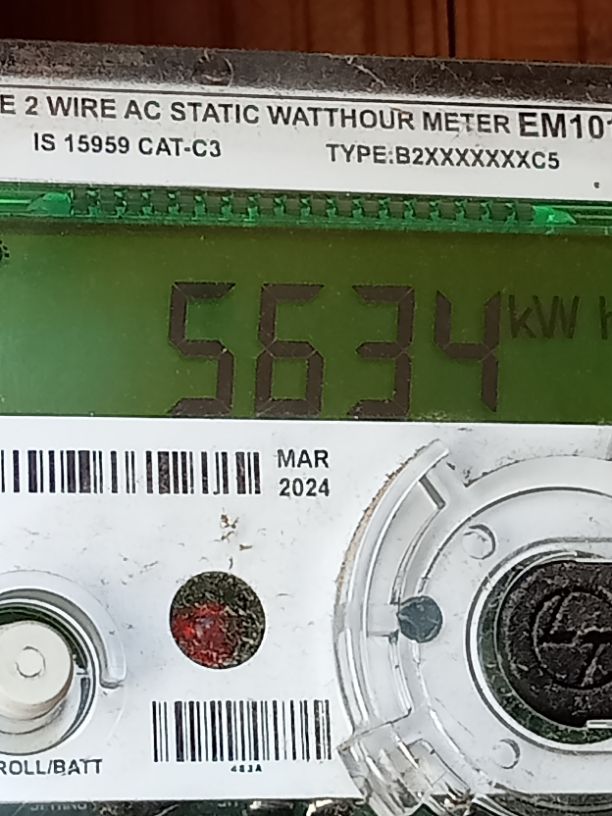 E 2 WIRE AC STATIC WATTHOUR METER EM101
IS 15959 CAT-C3
TYPE:B2XXXXXXXC5
5634 kW h
MAR
2024
ROLL/BATT